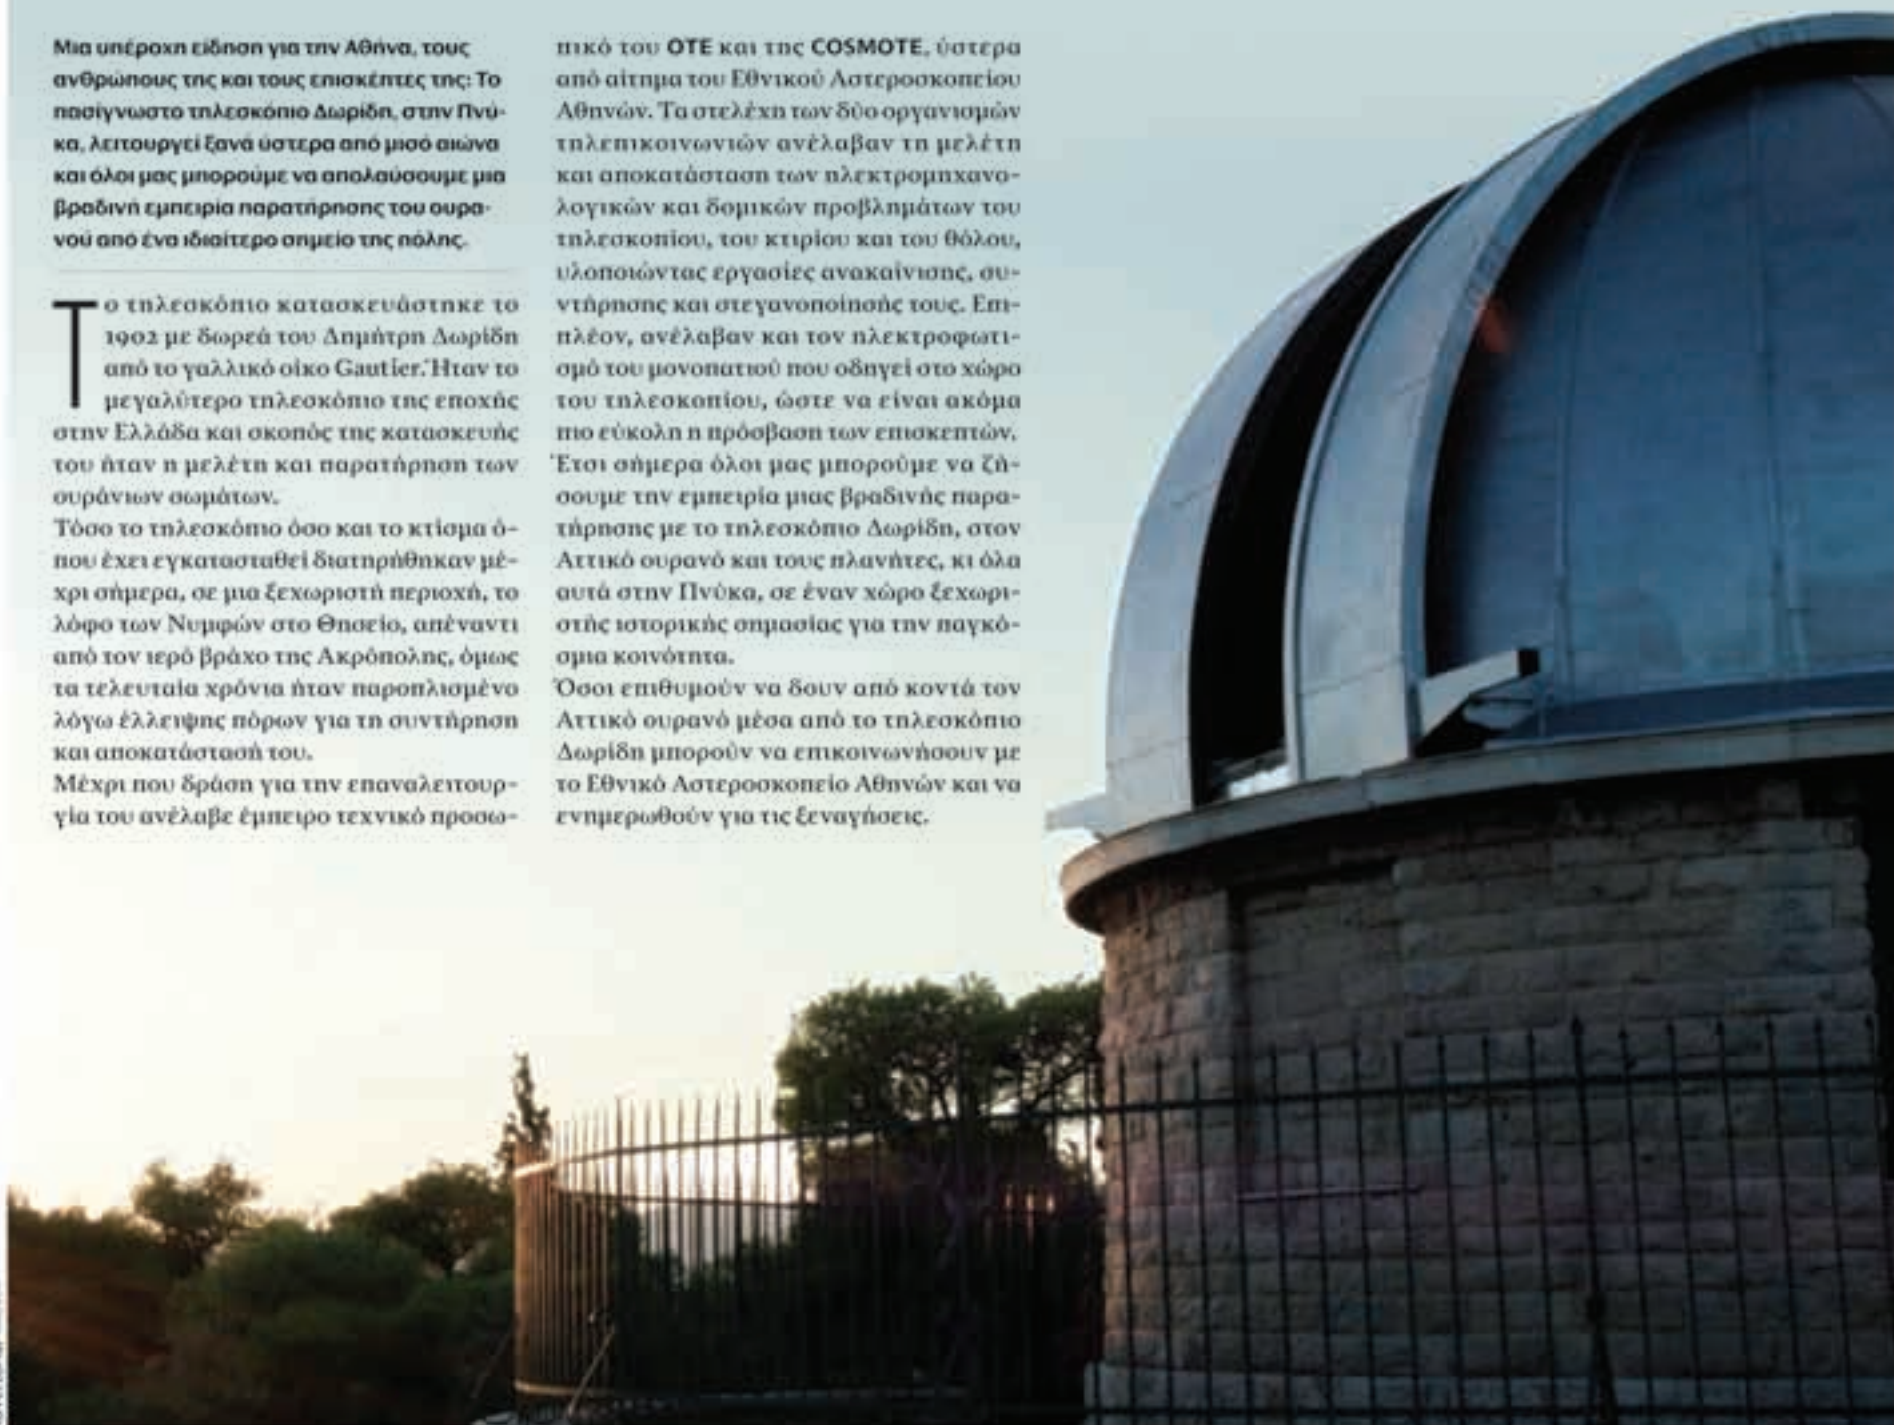 Μια υπέροχη είδηση για την Αθήνα, τους
ανθρώπους της και τους επισκέπτες της: Το
πασίγνωστο τηλεσκόπιο Δωρίδη, στην Πνύ-
κα, λειτουργεί ξανά ύστερα από μισό αιώνα
και όλοι μας μπορούμε να απολαύσουμε μια
βραδινή εμπειρία παρατήρησης του ουρα-
νού από ένα ιδιαίτερο σημείο της πόλης.
Το τηλεσκόπιο κατασκευάστηκε το
1902 με δωρεά του Δημήτρη Δωρίδη
από το γαλλικό οίκο Gautier. Ήταν το
μεγαλύτερο τηλεσκόπιο της εποχής
στην Ελλάδα και σκοπός της κατασκευής
του ήταν η μελέτη και παρατήρηση των
ουράνιων σωμάτων.
Τόσο το τηλεσκόπιο όσο και το κτίσμα ό-
που έχει εγκατασταθεί διατηρήθηκαν μέ-
χρι σήμερα, σε μια ξεχωριστή περιοχή, το
λόφο των Νυμφών στο Θησείο, απέναντι
από τον ιερό βράχο της Ακρόπολης, όμως
τα τελευταία χρόνια ήταν παροπλισμένο
λόγω έλλειψης πόρων για τη συντήρηση
και αποκατάστασή του.
Μέχρι που δράση για την επαναλειτουρ-
γία του ανέλαβε έμπειρο τεχνικό προσω-
πικό του ΟΤΕ και της COSMOTE, ύστερα
από αίτημα του Εθνικού Αστεροσκοπείου
Αθηνών. Τα στελέχη των δύο οργανισμών
τηλεπικοινωνιών ανέλαβαν τη μελέτη
και αποκατάσταση των ηλεκτρομηχανο-
λογικών και δομικών προβλημάτων του
τηλεσκοπίου, του κτιρίου και του θόλου,
υλοποιώντας εργασίες ανακαίνισης, συ-
ντήρησης και στεγανοποίησής τους. Επι-
πλέον, ανέλαβαν και τον ηλεκτροφωτι-
σμό του μονοπατιού που οδηγεί στο χώρο
του τηλεσκοπίου, ώστε να είναι ακόμα
πιο εύκολη η πρόσβαση των επισκεπτών.
Έτσι σήμερα όλοι μας μπορούμε να ζή-
σουμε την εμπειρία μιας βραδινής παρα-
τήρησης με το τηλεσκόπιο Δωρίδη, στον
Αττικό ουρανό και τους πλανήτες, κι όλα
αυτά στην Πνύκα, σε έναν χώρο ξεχωρι-
στής ιστορικής σημασίας για την παγκό-
σμια κοινότητα.
Όσοι επιθυμούν να δουν από κοντά τον
Αττικό ουρανό μέσα από το τηλεσκόπιο
Δωρίδη μπορούν να επικοινωνήσουν με
το Εθνικό Αστεροσκοπείο Αθηνών και να
ενημερωθούν για τις ξεναγήσεις.